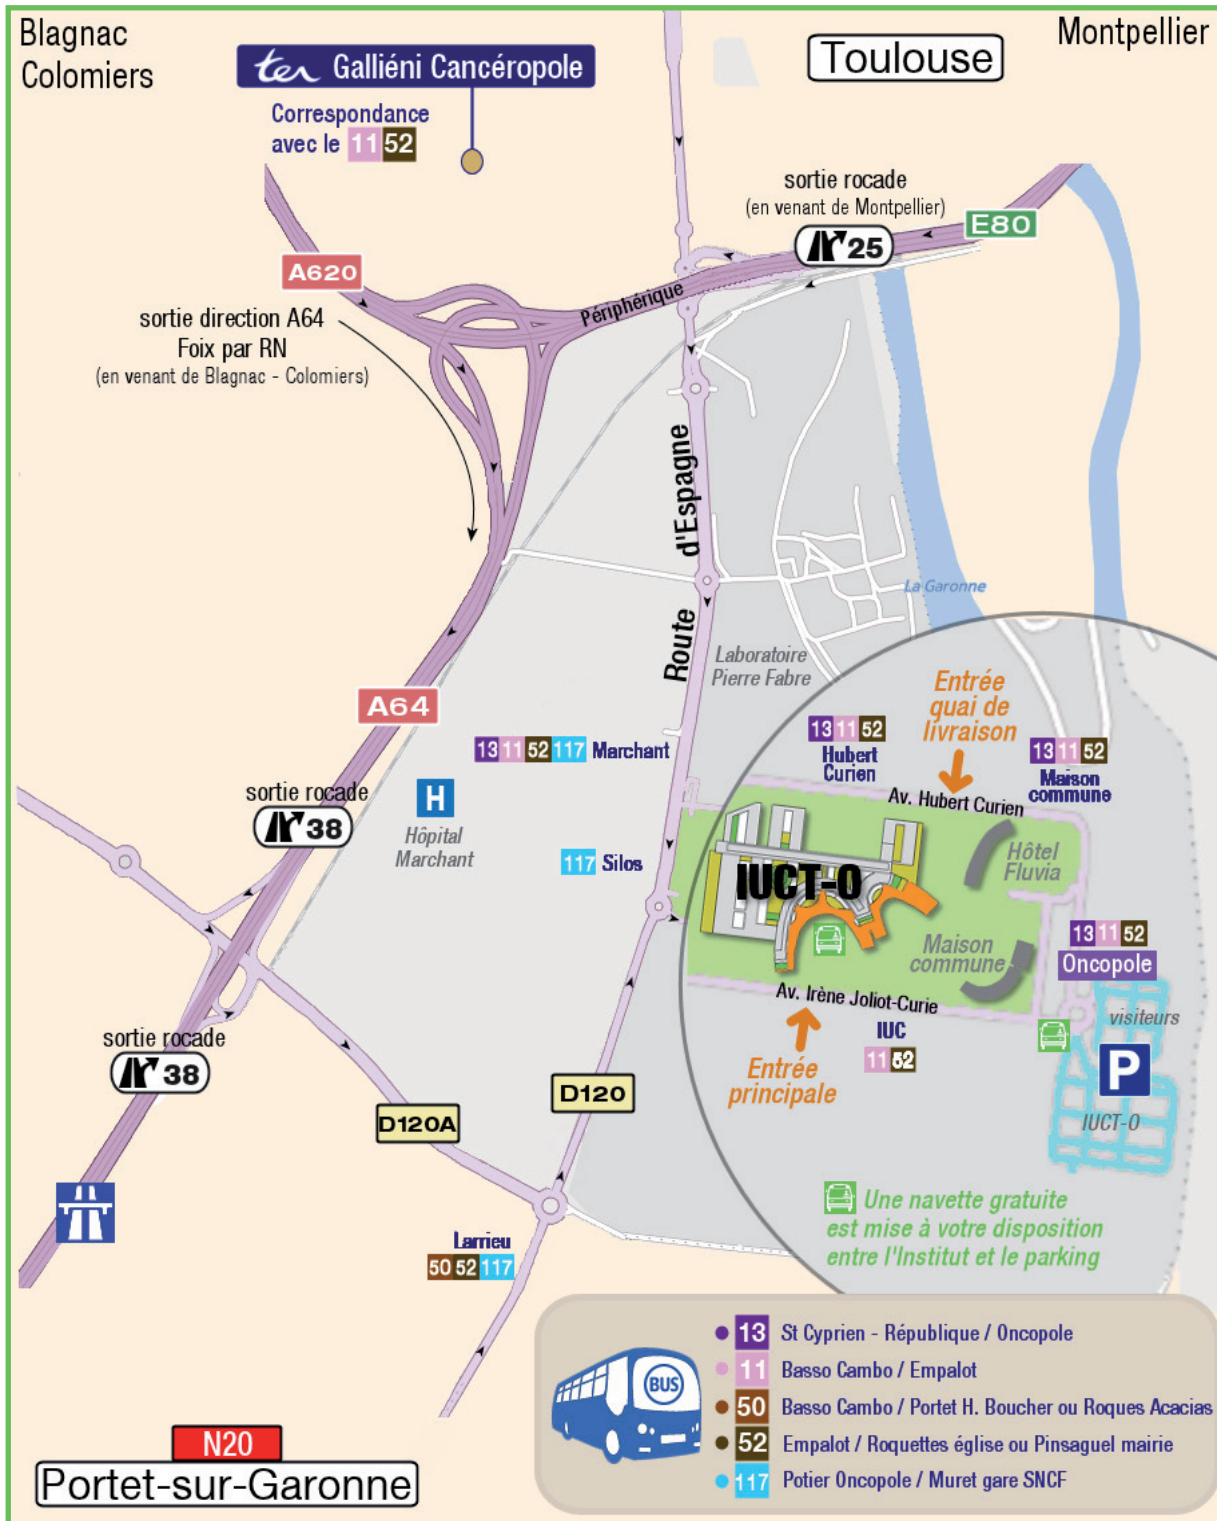 Blagnac
Colomiers
Montpellier
ter Galliéni Cancéropole
Toulouse
Correspondance
avec le 11 52
sortie rocade
(en venant de Montpellier)
25
E80
A620
Périphérique
sortie direction A64
Foix par RN
(en venant de Blagnac - Colomiers)
Route d'Espagne
La Garonne
Laboratoire
Pierre Fabre
A64
Entrée
quai de
livraison
13 11 52
Hubert
Curien
13 11 52
Maison
commune
13 11 52 117 Marchant
Av. Hubert Curien
sortie rocade
38
H
Hôpital
Marchant
117 Silos
IUCT-O
Hôtel
Fluvia
Maison
commune
13 11 52
Oncopole
Av. Irène Joliot-Curie
IUC
11 52
visiteurs
P
IUCT-O
Entrée
principale
sortie rocade
38
D120
D120A
Une navette gratuite
est mise à votre disposition
entre l'Institut et le parking
Larrieu
50 52 117
BUS
13 St Cyprien - République / Oncopole
11 Basso Cambo / Empalot
50 Basso Cambo / Portet H. Boucher ou Roques Acacias
52 Empalot / Roquettes église ou Pinsaguel mairie
117 Potier Oncopole / Muret gare SNCF
N20
Portet-sur-Garonne